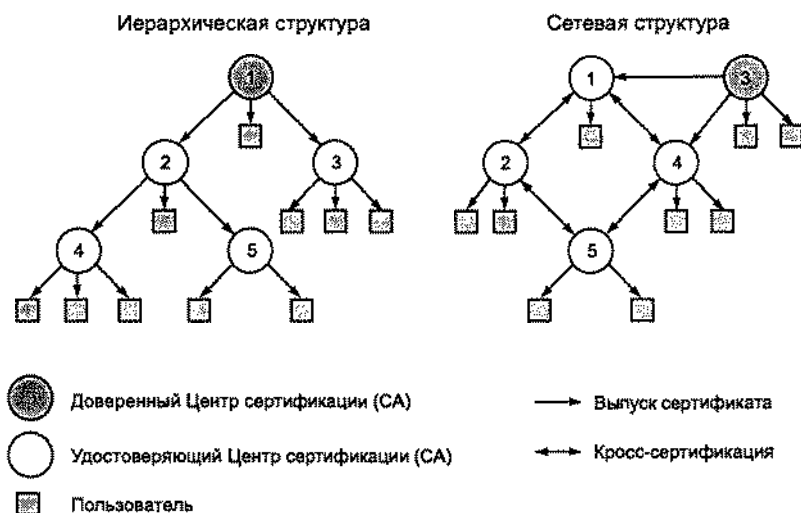 Иерархическая структура
Сетевая структура
1
2
3
4
5
1
3
2
4
5
Доверенный Центр сертификации (CA)
Удостоверяющий Центр сертификации (CA)
Пользователь
Выпуск сертификата
Кросс-сертификация